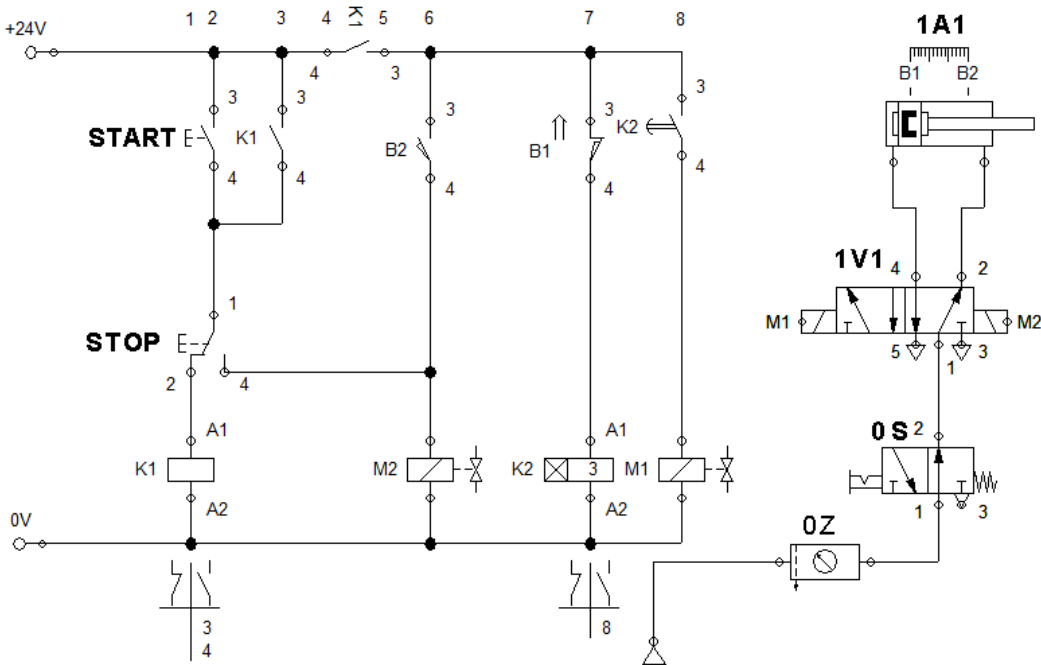 1 2 3 4 K1 5 6 7 8
+24V
1A1
B1 B2
4 3
3 3 3 3 3
START K1 B2 B1 K2
4 4 4 4 4
1V1 4 2
M1 M2
5 1 3
1
STOP
2 4
0S 2
A1 A1
K1 M2 K2 3 M1
A2 A2
1 3
0V
0Z
3 8
4